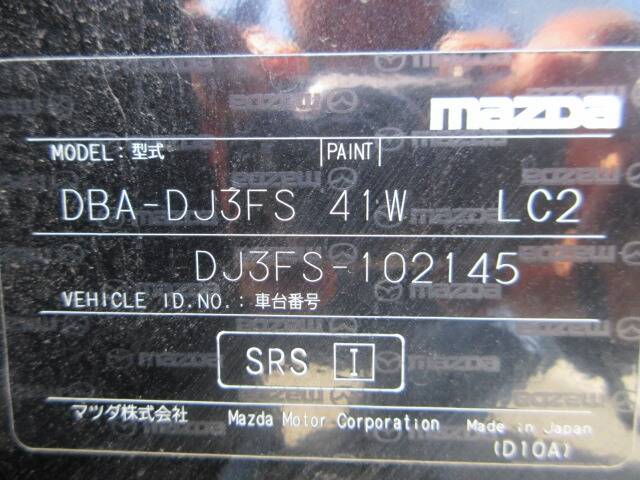 mazda
MODEL: 型式 PAINT
DBA-DJ3FS 41W LC2
DJ3FS-102145
VEHICLE ID.NO.: 車台番号
SRS I
マツダ株式会社 Mazda Motor Corporation Made in Japan
(D10A)